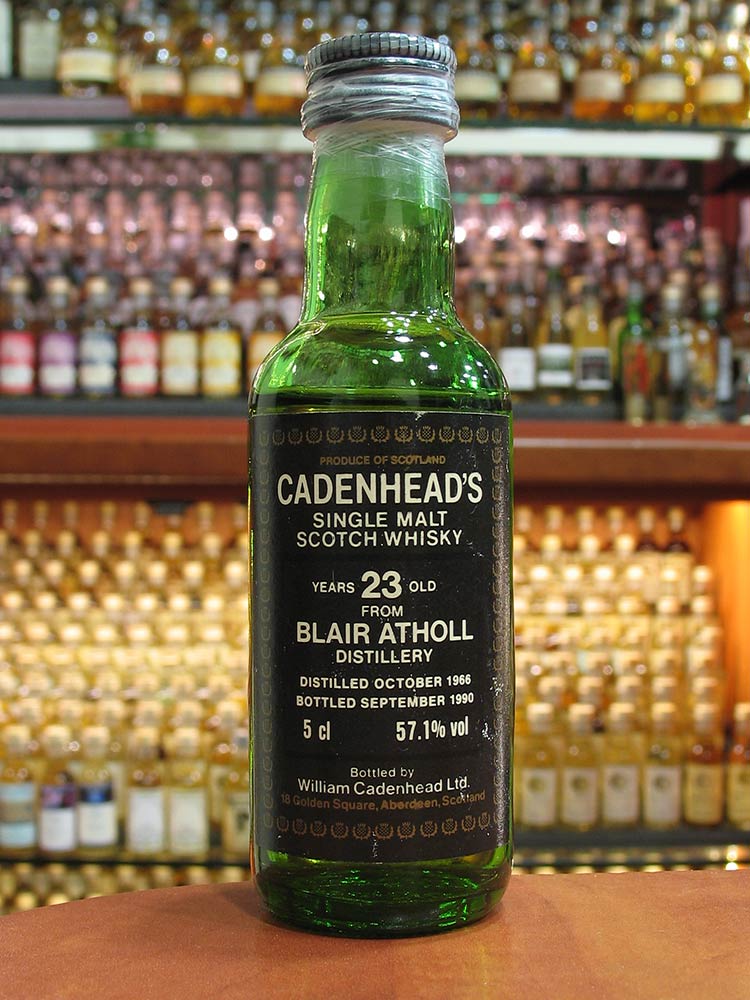 PRODUCE OF SCOTLAND
CADENHEAD'S
SINGLE MALT
SCOTCH WHISKY
YEARS 23 OLD
FROM
BLAIR ATHOLL
DISTILLERY
DISTILLED OCTOBER 1966
BOTTLED SEPTEMBER 1990
5 cl 57.1% vol
Bottled by
William Cadenhead Ltd.
18 Golden Square, Aberdeen, Scotland